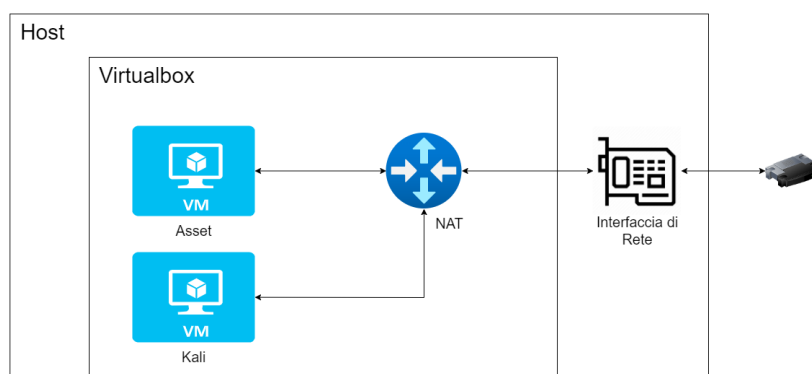 Host
Virtualbox
VM
Asset
NAT
Interfaccia di
Rete
VM
Kali